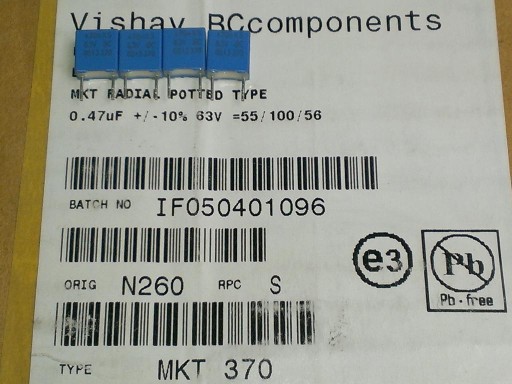 Vishay BCcomponents
MKT RADIAL POTTED TYPE
0.47uF +/-10% 63V =55/100/56
BATCH NO IF050401096
ORIG N260 RPC S
e3
Pb
Pb-free
TYPE MKT 370